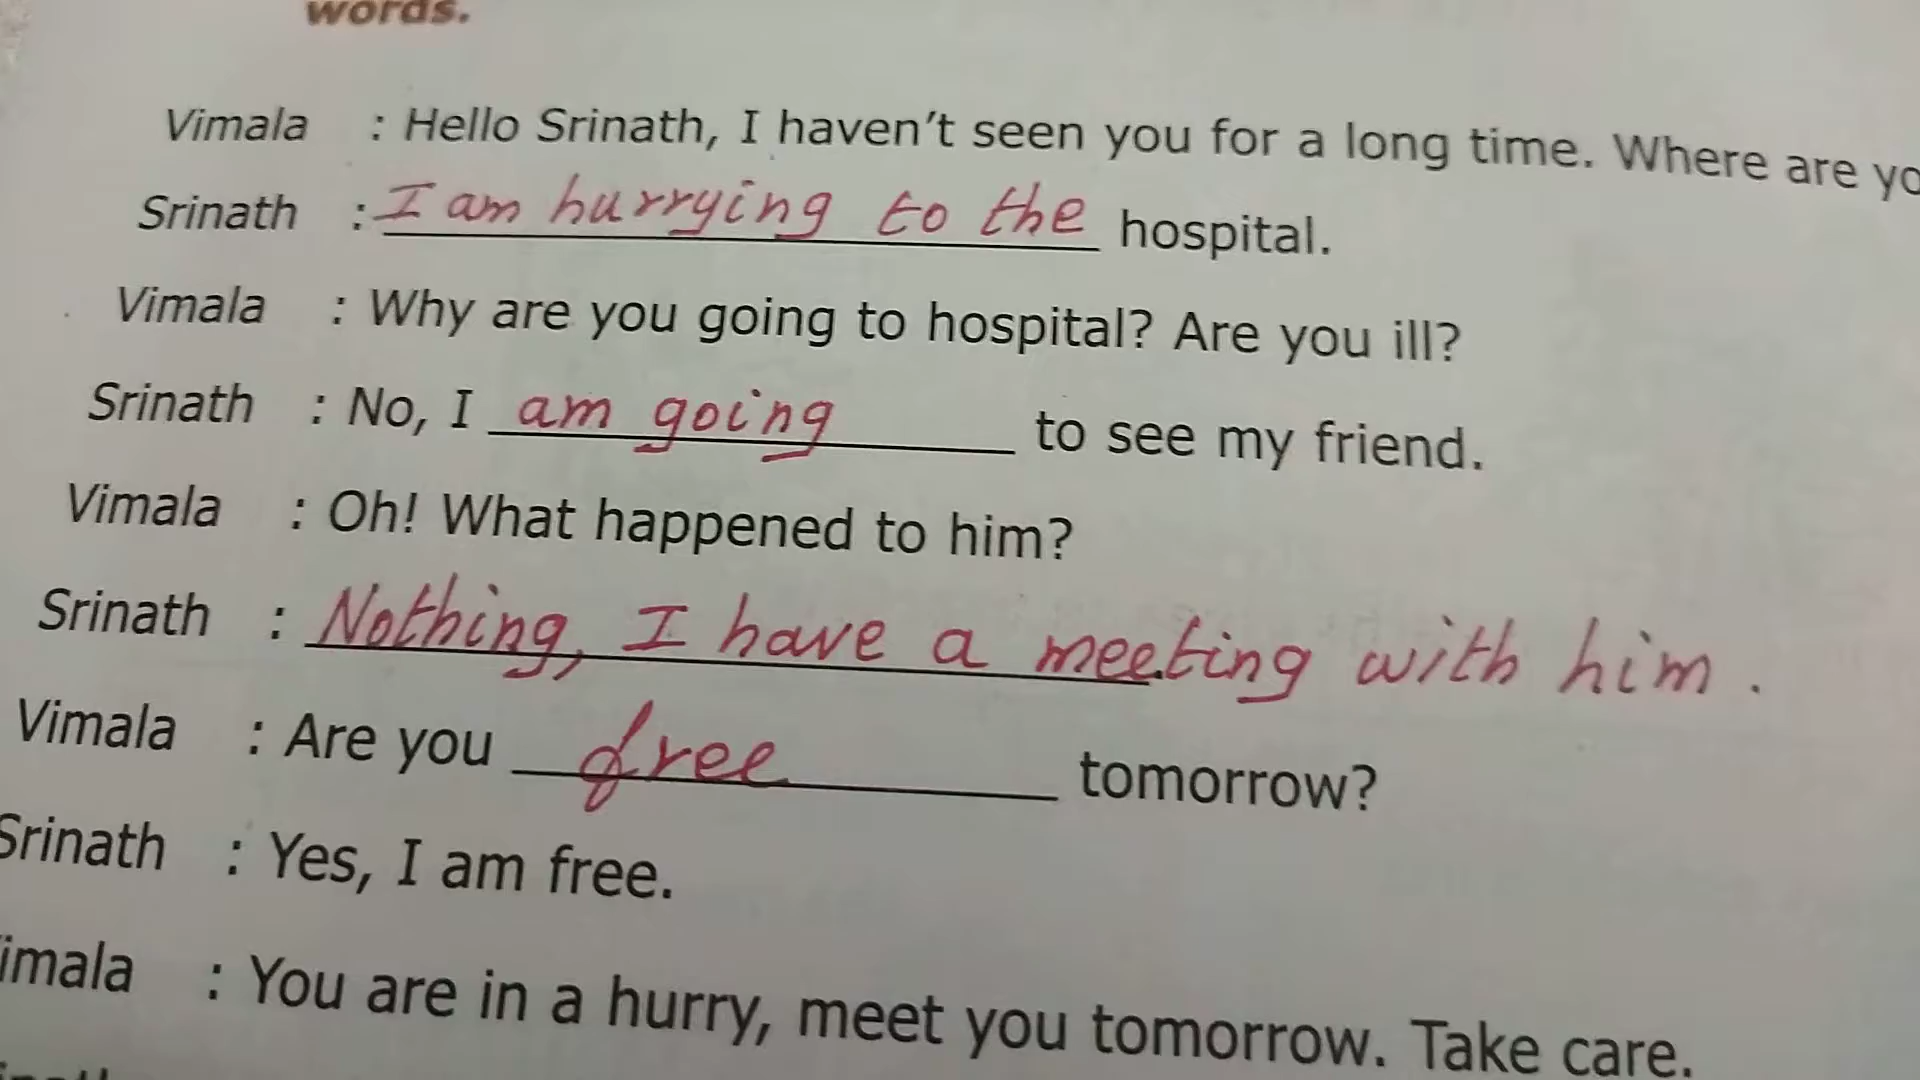 words.
Vimala : Hello Srinath, I haven't seen you for a long time. Where are
Srinath : I am hurrying to the hospital.
Vimala : Why are you going to hospital? Are you ill?
Srinath : No, I am going to see my friend.
Vimala : Oh! What happened to him?
Srinath : Nothing, I have a meeting with him.
Vimala : Are you free tomorrow?
Srinath : Yes, I am free.
imala : You are in a hurry, meet you tomorrow. Take care.